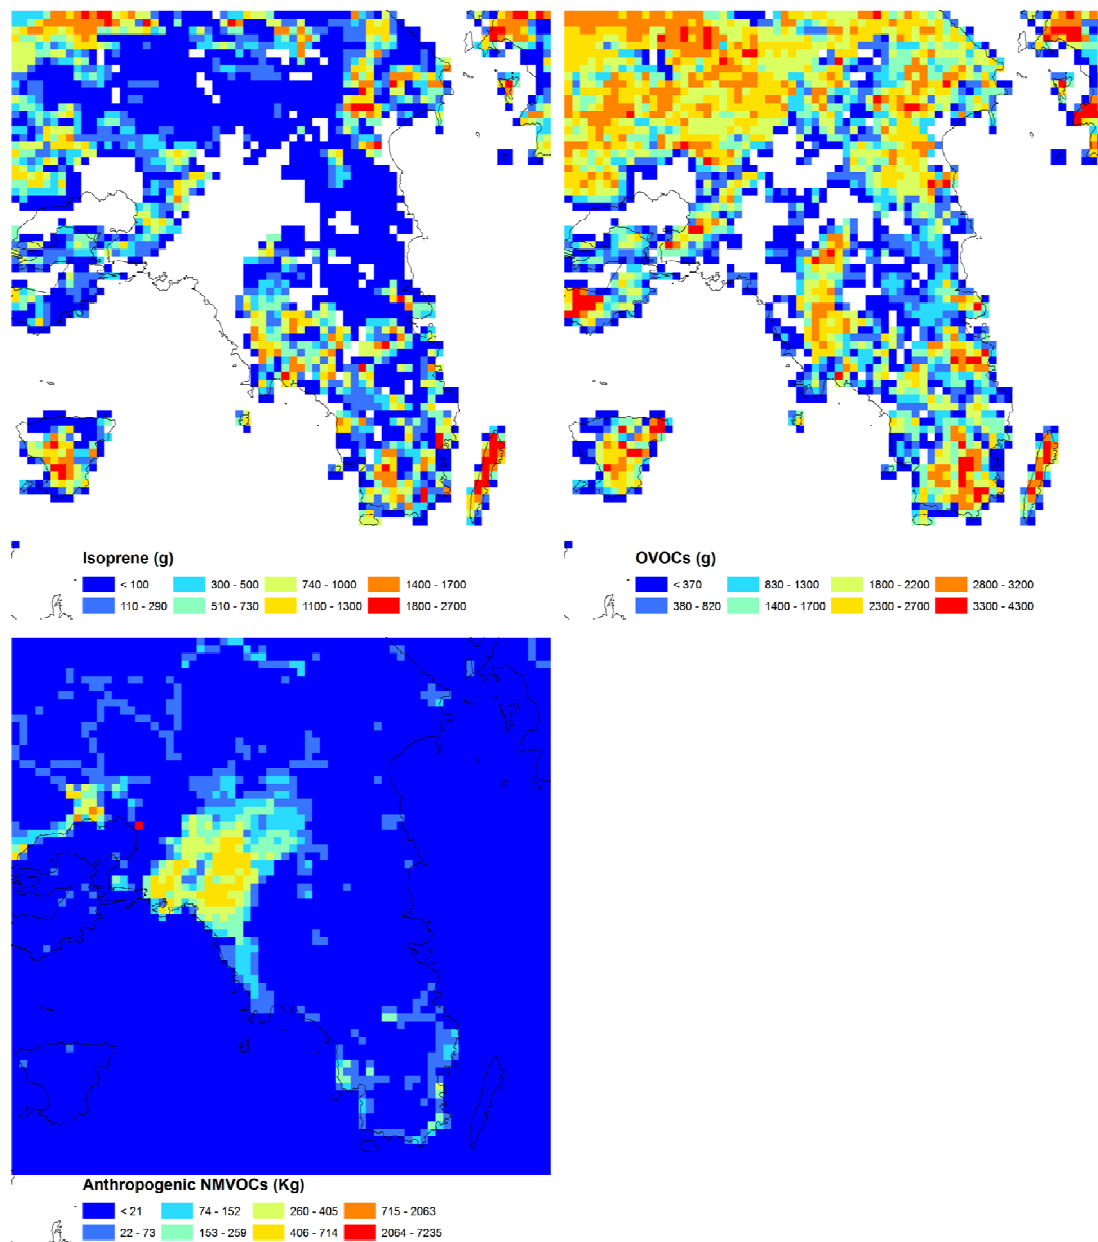 Isoprene (g)
< 100 300 - 500 740 - 1000 1400 - 1700
110 - 290 510 - 730 1100 - 1300 1800 - 2700
OVOCs (g)
< 370 830 - 1300 1800 - 2200 2800 - 3200
380 - 820 1400 - 1700 2300 - 2700 3300 - 4300
Anthropogenic NMVOCs (Kg)
< 21 74 - 152 260 - 405 715 - 2063
22 - 73 153 - 259 406 - 714 2064 - 7235